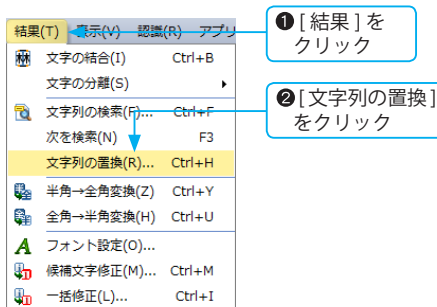 結果(T) 表示(V) 認識(R) アプリ
文字の結合(I) Ctrl+B
文字の分離(S)
文字列の検索(F)... Ctrl+F
次を検索(N) F3
文字列の置換(R)... Ctrl+H
半角→全角変換(Z) Ctrl+Y
全角→半角変換(H) Ctrl+U
フォント設定(O)...
候補文字修正(M)... Ctrl+M
一括修正(L)... Ctrl+I
❶[結果]を
クリック
❷[文字列の置換]
をクリック